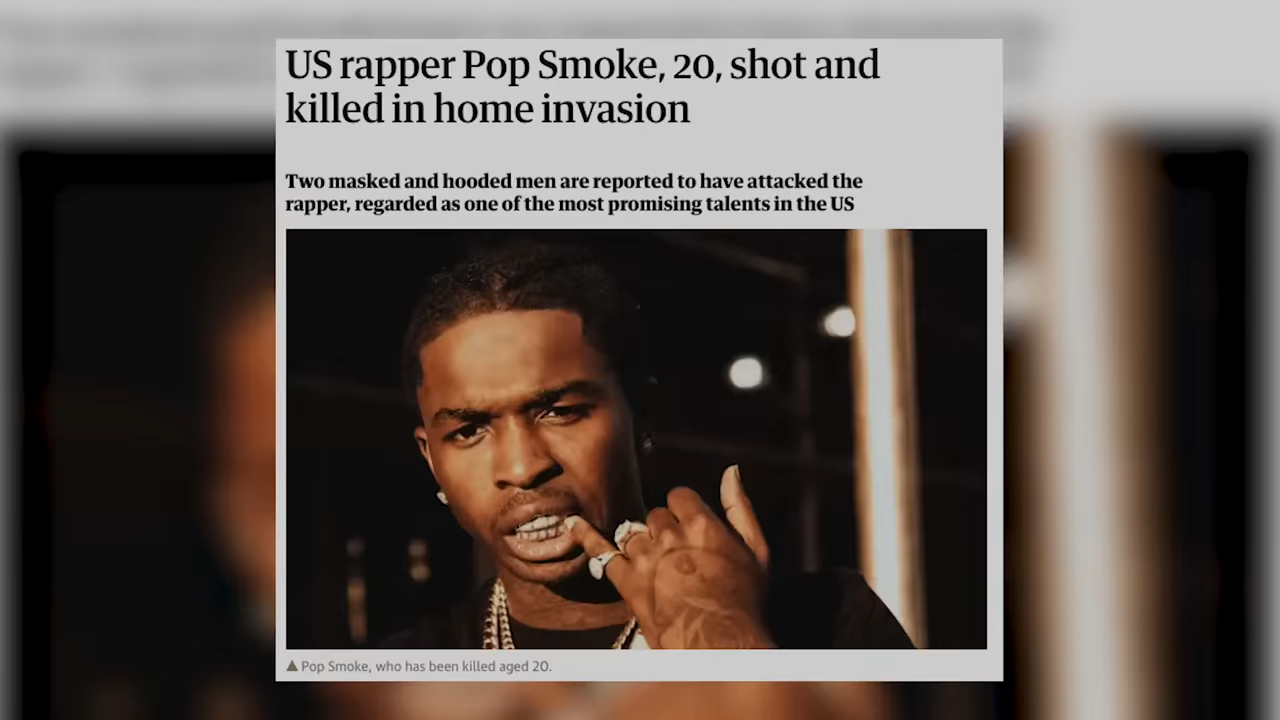 US rapper Pop Smoke, 20, shot and
killed in home invasion
Two masked and hooded men are reported to have attacked the
rapper, regarded as one of the most promising talents in the US
Pop Smoke, who has been killed aged 20.